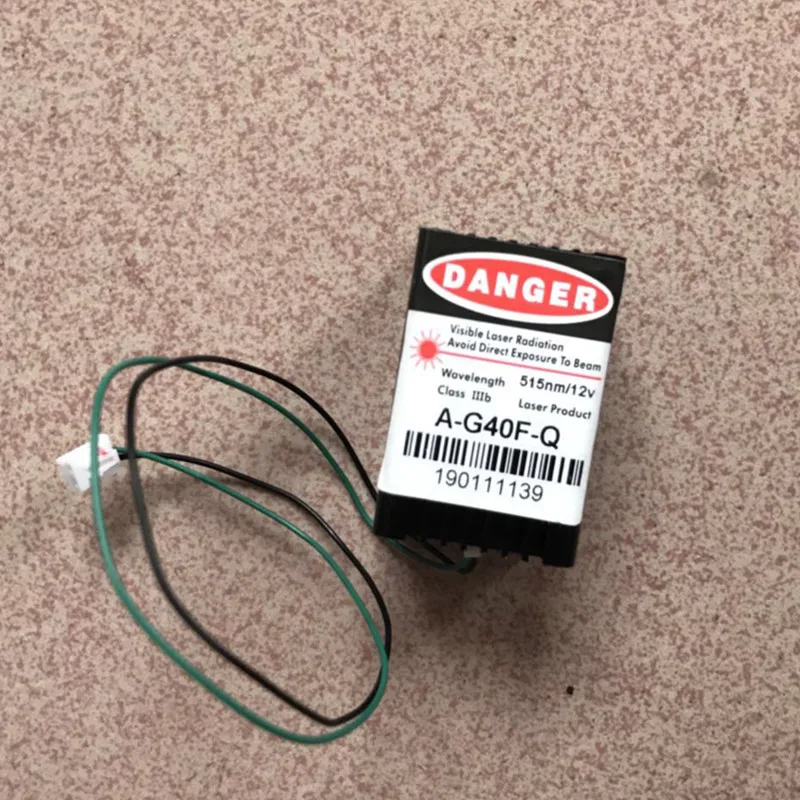 DANGER
Visible Laser Radiation
Avoid Direct Exposure To Beam
Wavelength 515nm/12v
Class IIIb Laser Product
A-G40F-Q
190111139